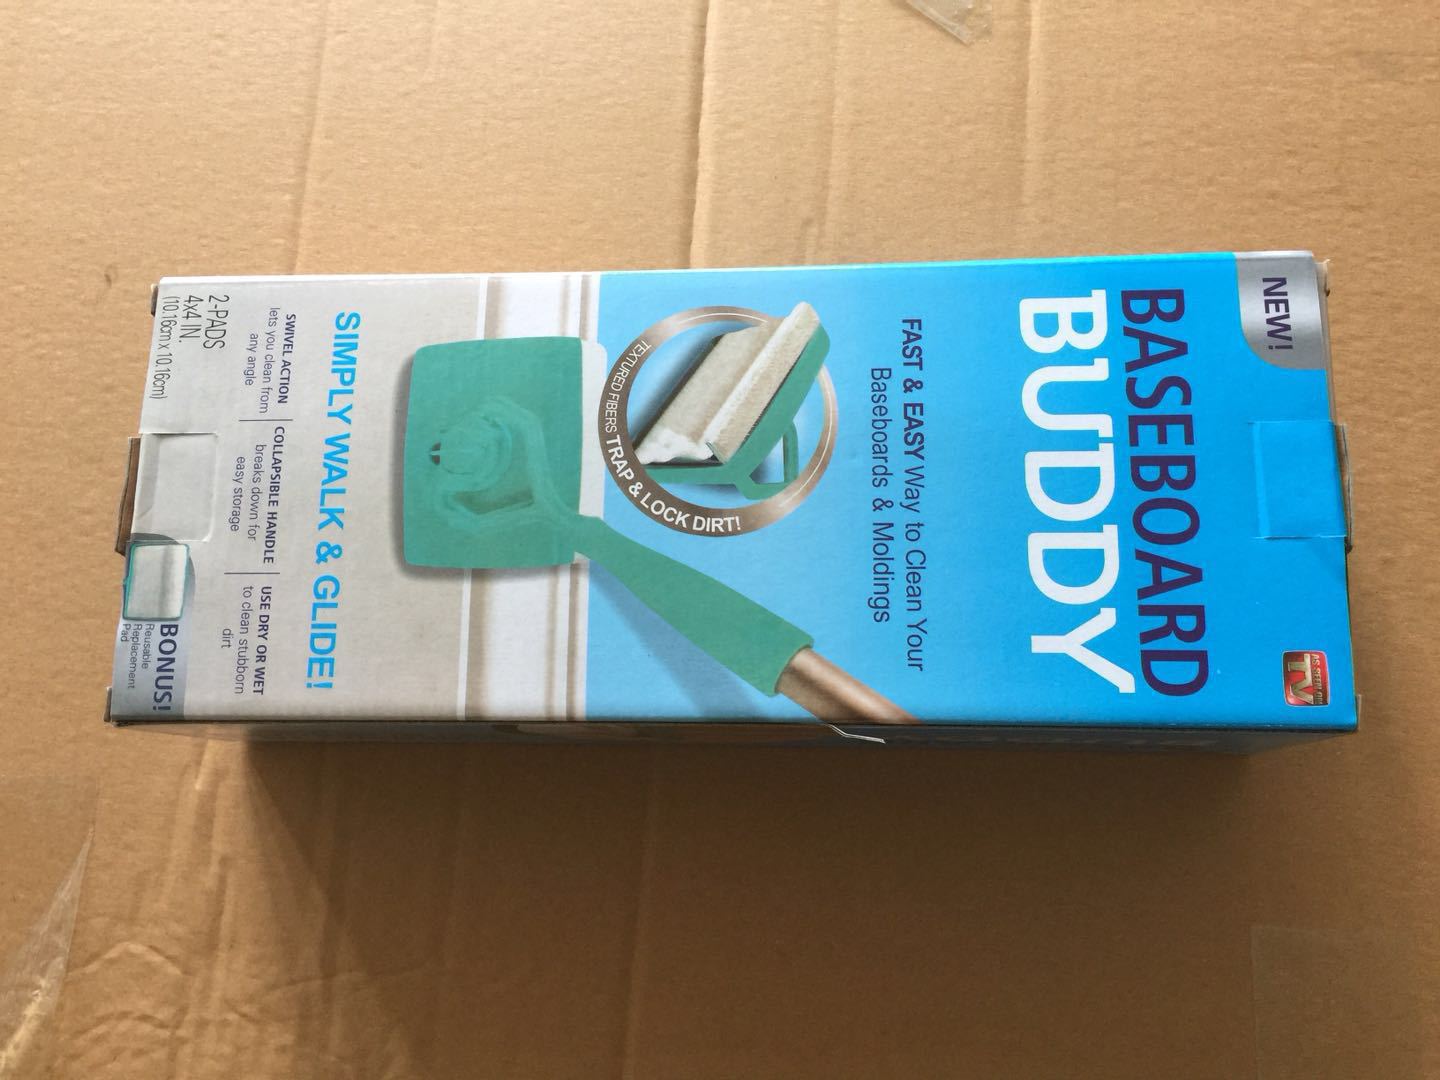 NEW!
BASEBOARD
BUDDY
AS SEEN ON
TV
FAST & EASY Way to Clean Your
Baseboards & Moldings
TEXTURED FIBERS TRAP & LOCK DIRT!
SIMPLY WALK & GLIDE!
SWIVEL ACTION
lets you clean from
any angle
COLLAPSIBLE HANDLE
breaks down for
easy storage
USE DRY OR WET
to clean stubborn
dirt
2-PADS
4x4 IN.
(10.16cm x 10.16cm)
BONUS!
Reusable
Replacement
Pad